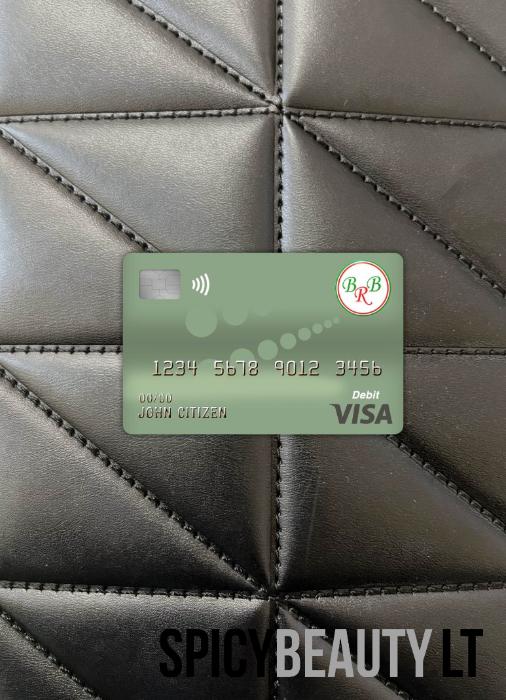 BRB
1234 5678 9012 3456
00/00
JOHN CITIZEN
Debit
VISA
SPICYBEAUTY LT